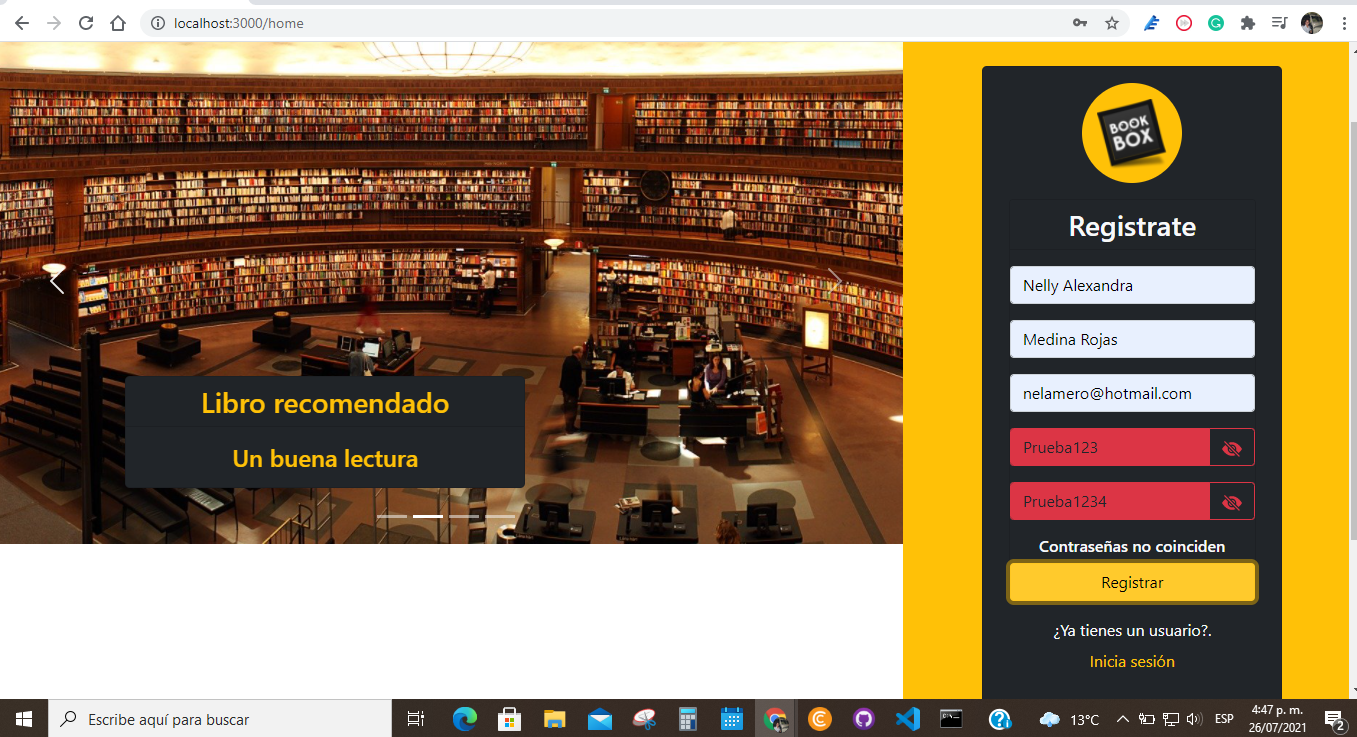 localhost:3000/home
BOOK
BOX
Registrate
Nelly Alexandra
Medina Rojas
nelamero@hotmail.com
Prueba123
Prueba1234
Contraseñas no coinciden
Registrar
¿Ya tienes un usuario?.
Inicia sesión
Libro recomendado
Un buena lectura
Escribe aquí para buscar
13°C
ESP
4:47 p. m.
26/07/2021
2